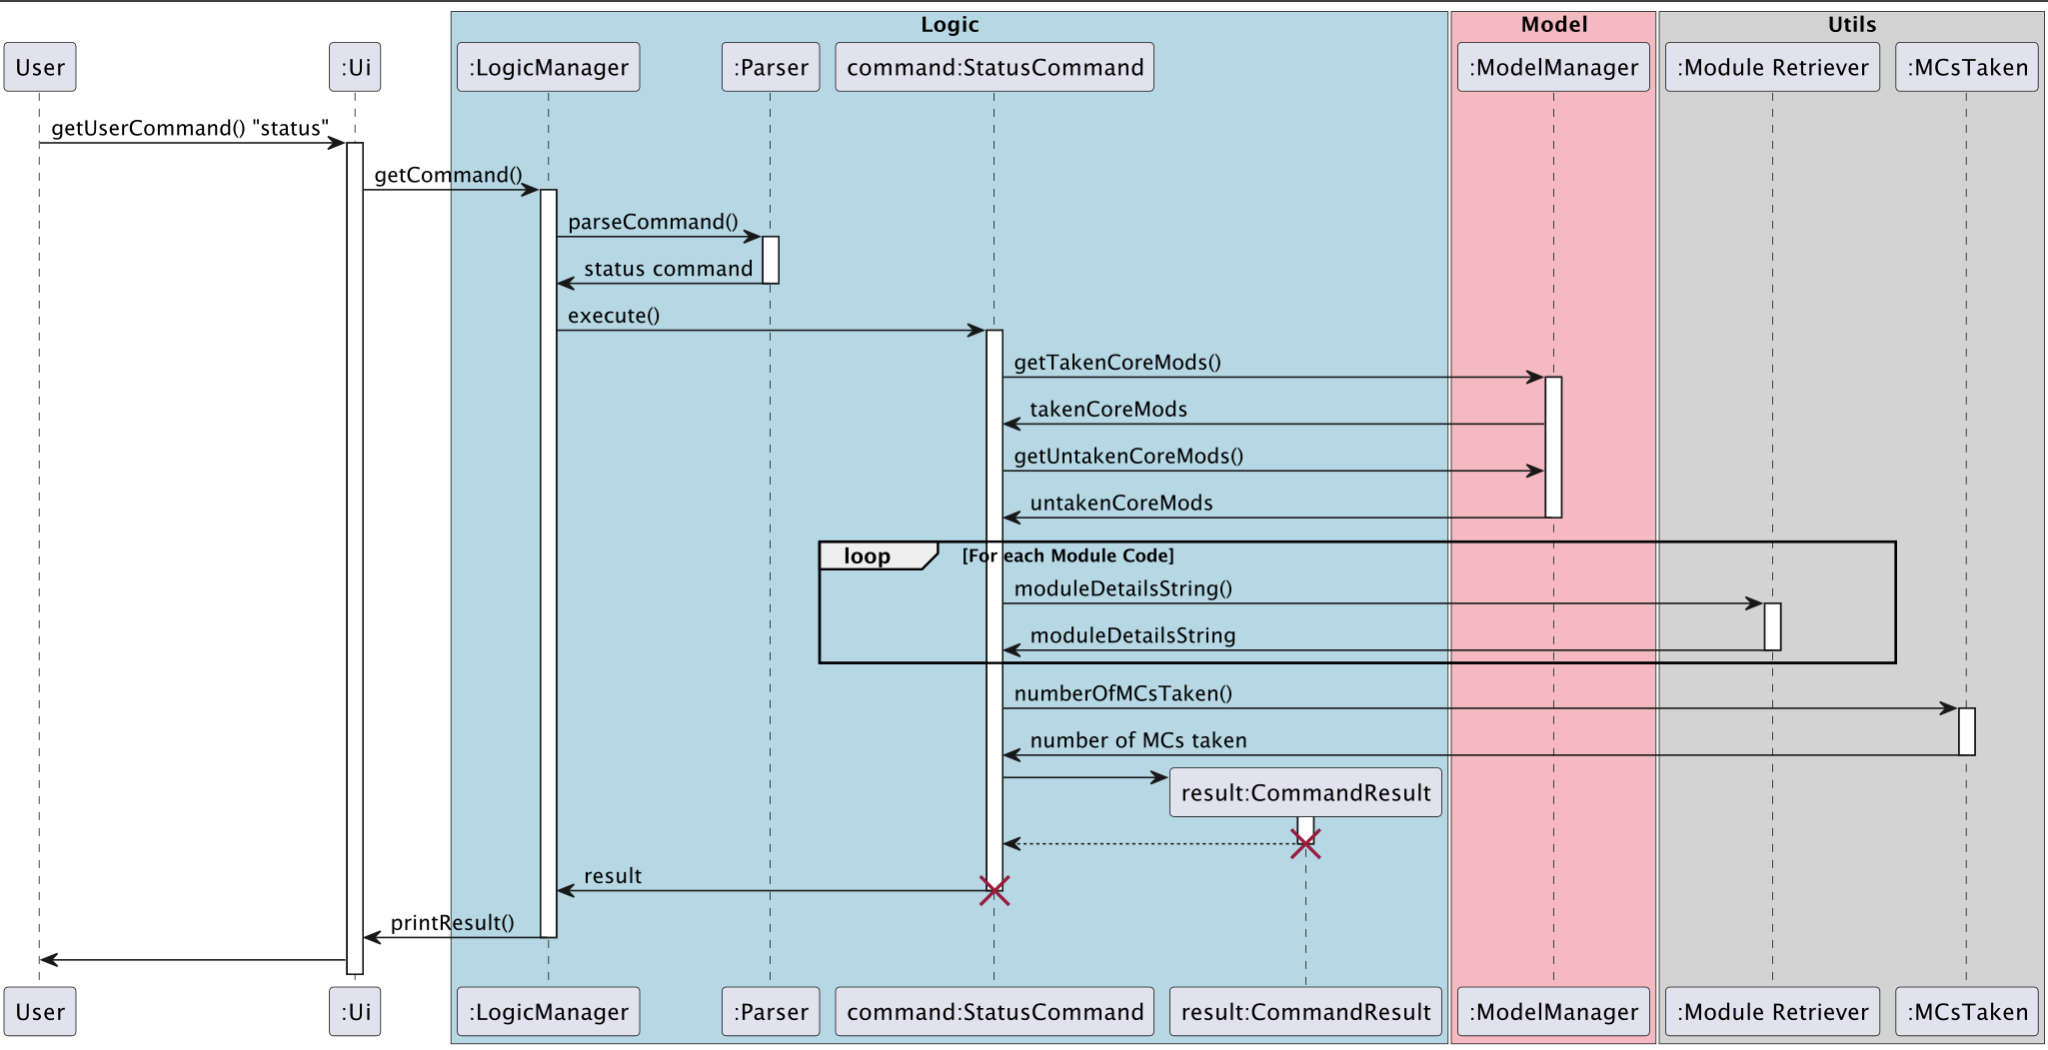 Logic
Model
Utils
User
:Ui
:LogicManager
:Parser
command:StatusCommand
:ModelManager
:Module Retriever
:MCsTaken
getUserCommand() "status"
getCommand()
parseCommand()
status command
execute()
getTakenCoreMods()
takenCoreMods
getUntakenCoreMods()
untakenCoreMods
loop
[For each Module Code]
moduleDetailsString()
moduleDetailsString
numberOfMCsTaken()
number of MCs taken
result:CommandResult
result
printResult()
User
:Ui
:LogicManager
:Parser
command:StatusCommand
result:CommandResult
:ModelManager
:Module Retriever
:MCsTaken